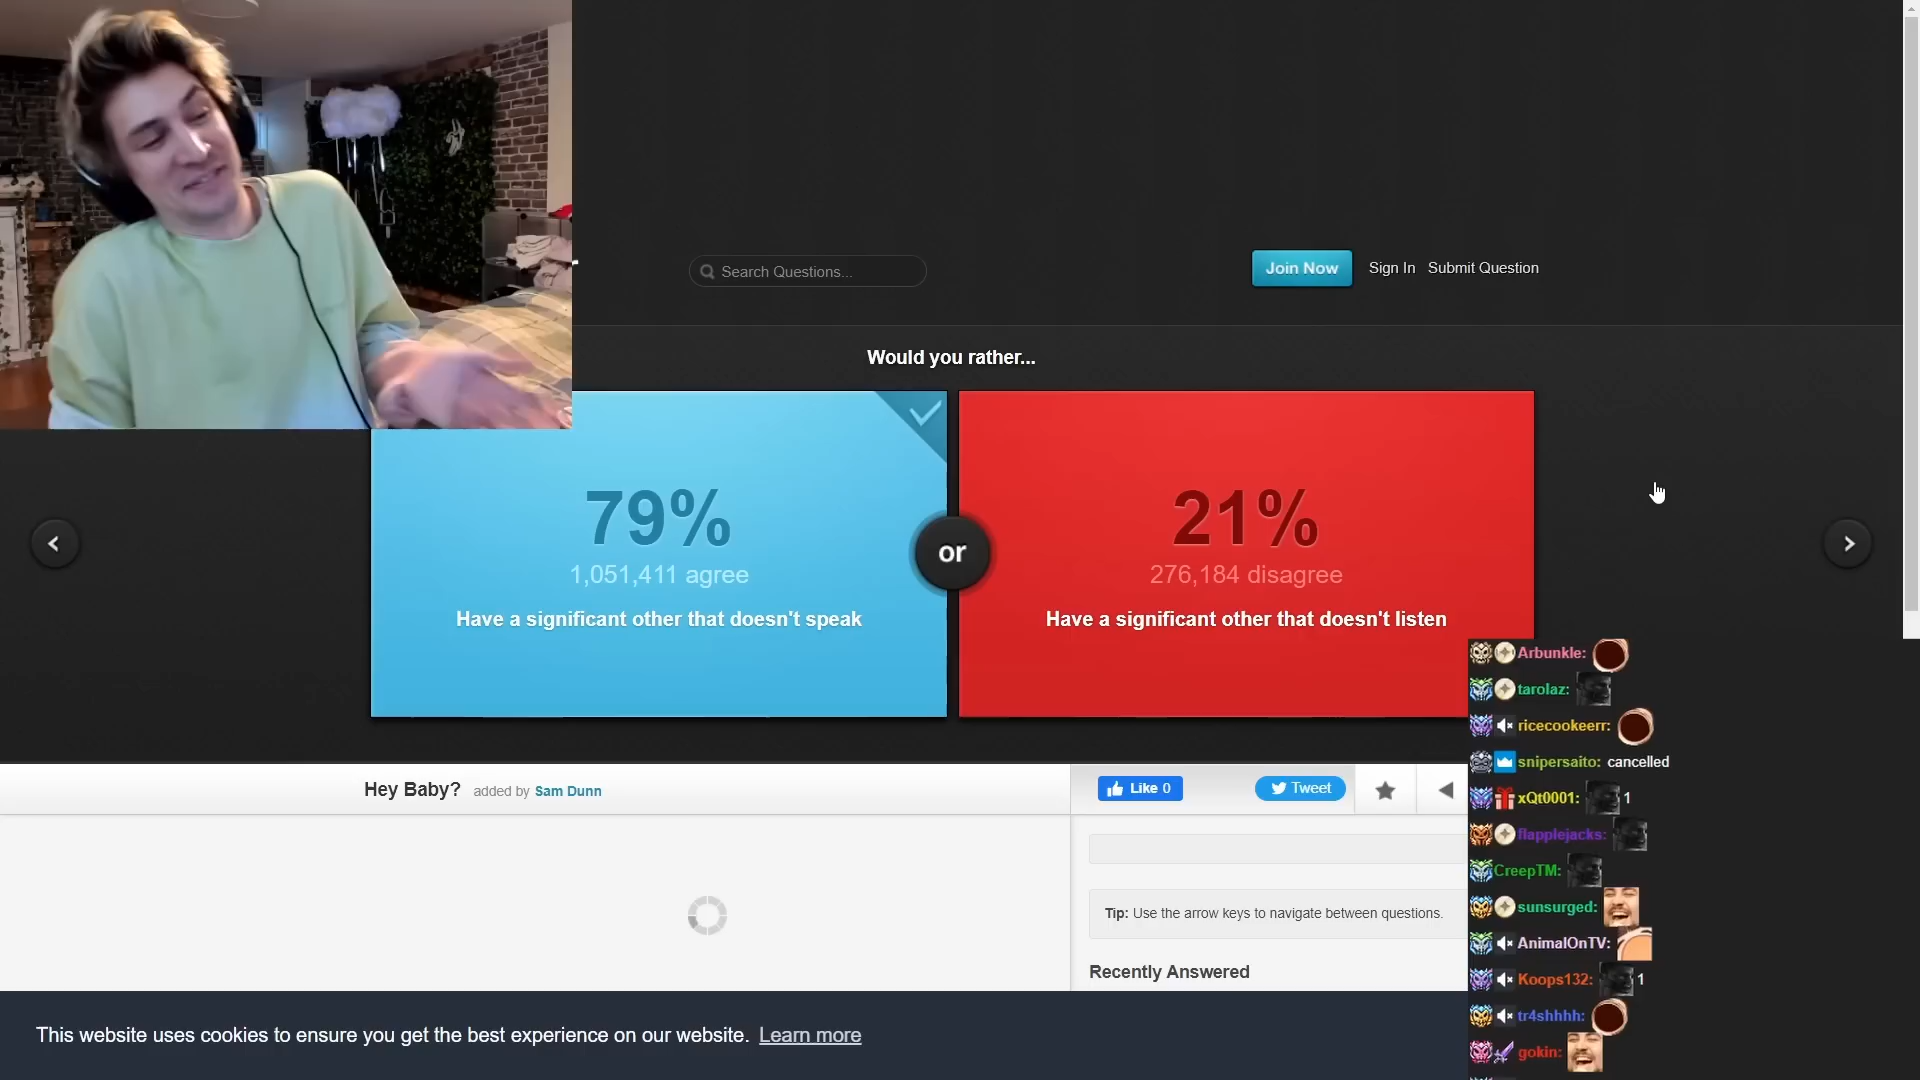 Search Questions...
Join Now
Sign In
Submit Question
Would you rather...
79%
1,051,411 agree
Have a significant other that doesn't speak
or
21%
276,184 disagree
Have a significant other that doesn't listen
Hey Baby? added by Sam Dunn
Like 0
Tweet
Tip: Use the arrow keys to navigate between questions.
Recently Answered
This website uses cookies to ensure you get the best experience on our website. Learn more
Arbunkle:
tarolaz:
ricecookeerr:
snipersaito: cancelled
xQt0001: 1
flapplejacks:
CreepTM:
sunsurged:
AnimalOnTV:
Koops132: 1
tr4shhhh:
gokin: